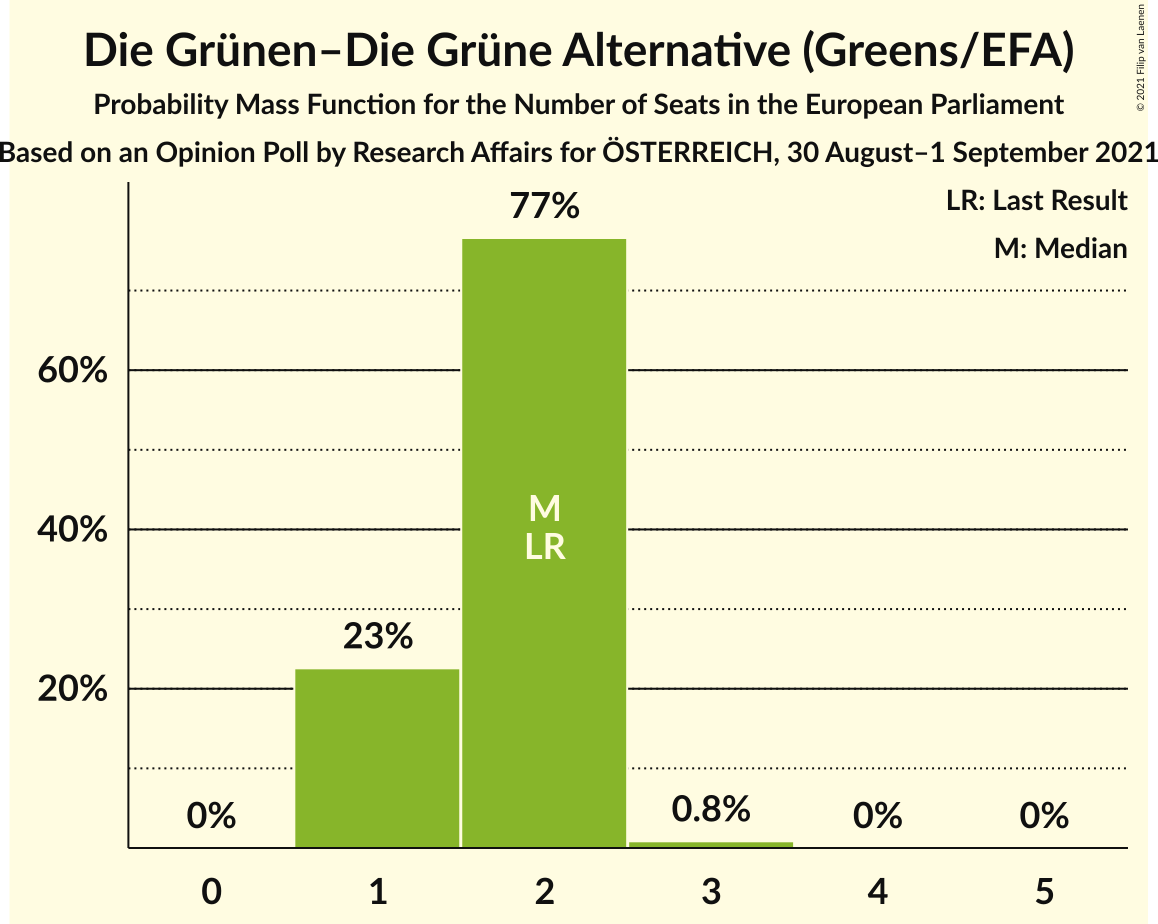 Die Grünen–Die Grüne Alternative (Greens/EFA)
Probability Mass Function for the Number of Seats in the European Parliament
Based on an Opinion Poll by Research Affairs for ÖSTERREICH, 30 August–1 September 2021
© 2021 Filip van Laenen
LR: Last Result
M: Median
77%
60%
M
40%
LR
23%
20%
0%
0.8%
0%
0%
0
1
2
3
4
5